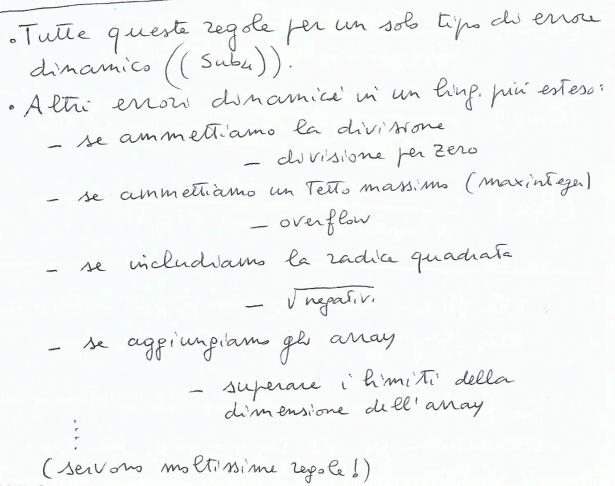 • Tutte queste regole per un solo tipo di errore
dinamico ((Sub4)).
• Altri errori dinamici in un ling. più esteso:
– se ammettiamo la divisione
– divisione per zero
– se ammettiamo un tetto massimo (maxinteger)
– overflow
– se includiamo la radice quadrata
– √negativi
– se aggiungiamo gli array
– superare i limiti della
dimensione dell'array
⋮
(servono moltissime regole!)